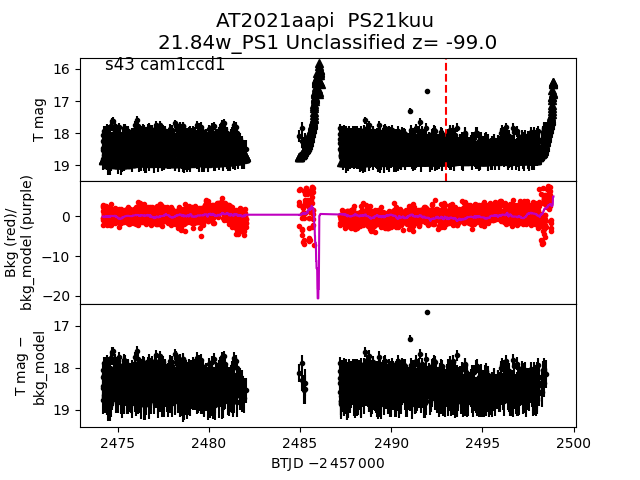 AT2021aapi  PS21kuu
21.84w_PS1 Unclassified z= -99.0
s43 cam1ccd1
T mag
16
17
18
19
Bkg (red)/
bkg_model (purple)
0
−10
−20
T mag −
bkg_model
17
18
19
2475 2480 2485 2490 2495 2500
BTJD −2 457 000